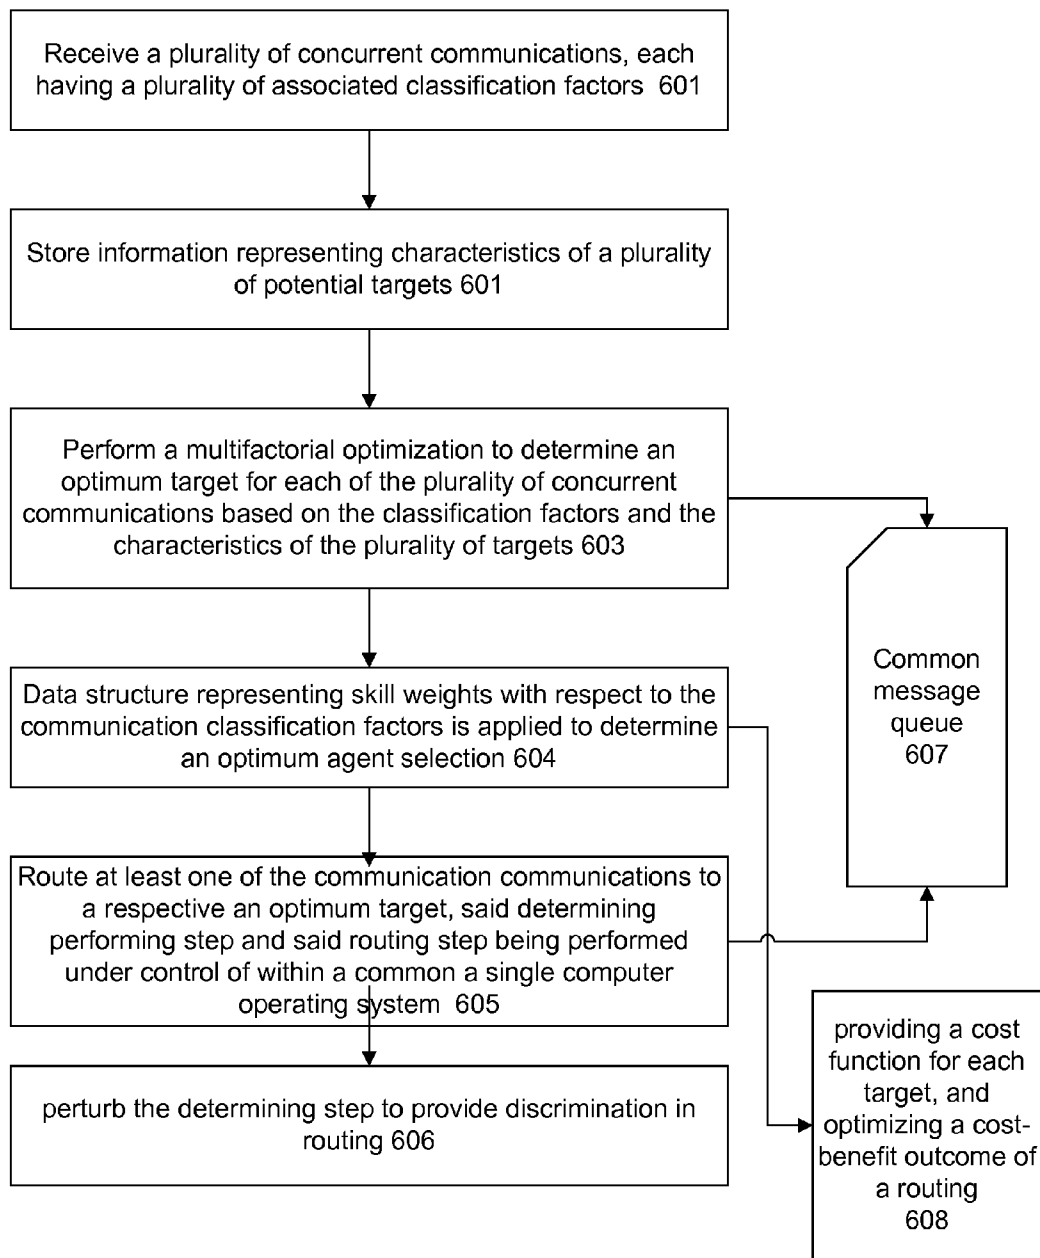 Receive a plurality of concurrent communications, each
having a plurality of associated classification factors 601
Store information representing characteristics of a plurality
of potential targets 601
Perform a multifactorial optimization to determine an
optimum target for each of the plurality of concurrent
communications based on the classification factors and the
characteristics of the plurality of targets 603
Data structure representing skill weights with respect to the
communication classification factors is applied to determine
an optimum agent selection 604
Route at least one of the communication communications to
a respective an optimum target, said determining
performing step and said routing step being performed
under control of within a common a single computer
operating system 605
perturb the determining step to provide discrimination in
routing 606
Common
message
queue
607
providing a cost
function for each
target, and
optimizing a cost-
benefit outcome of
a routing
608